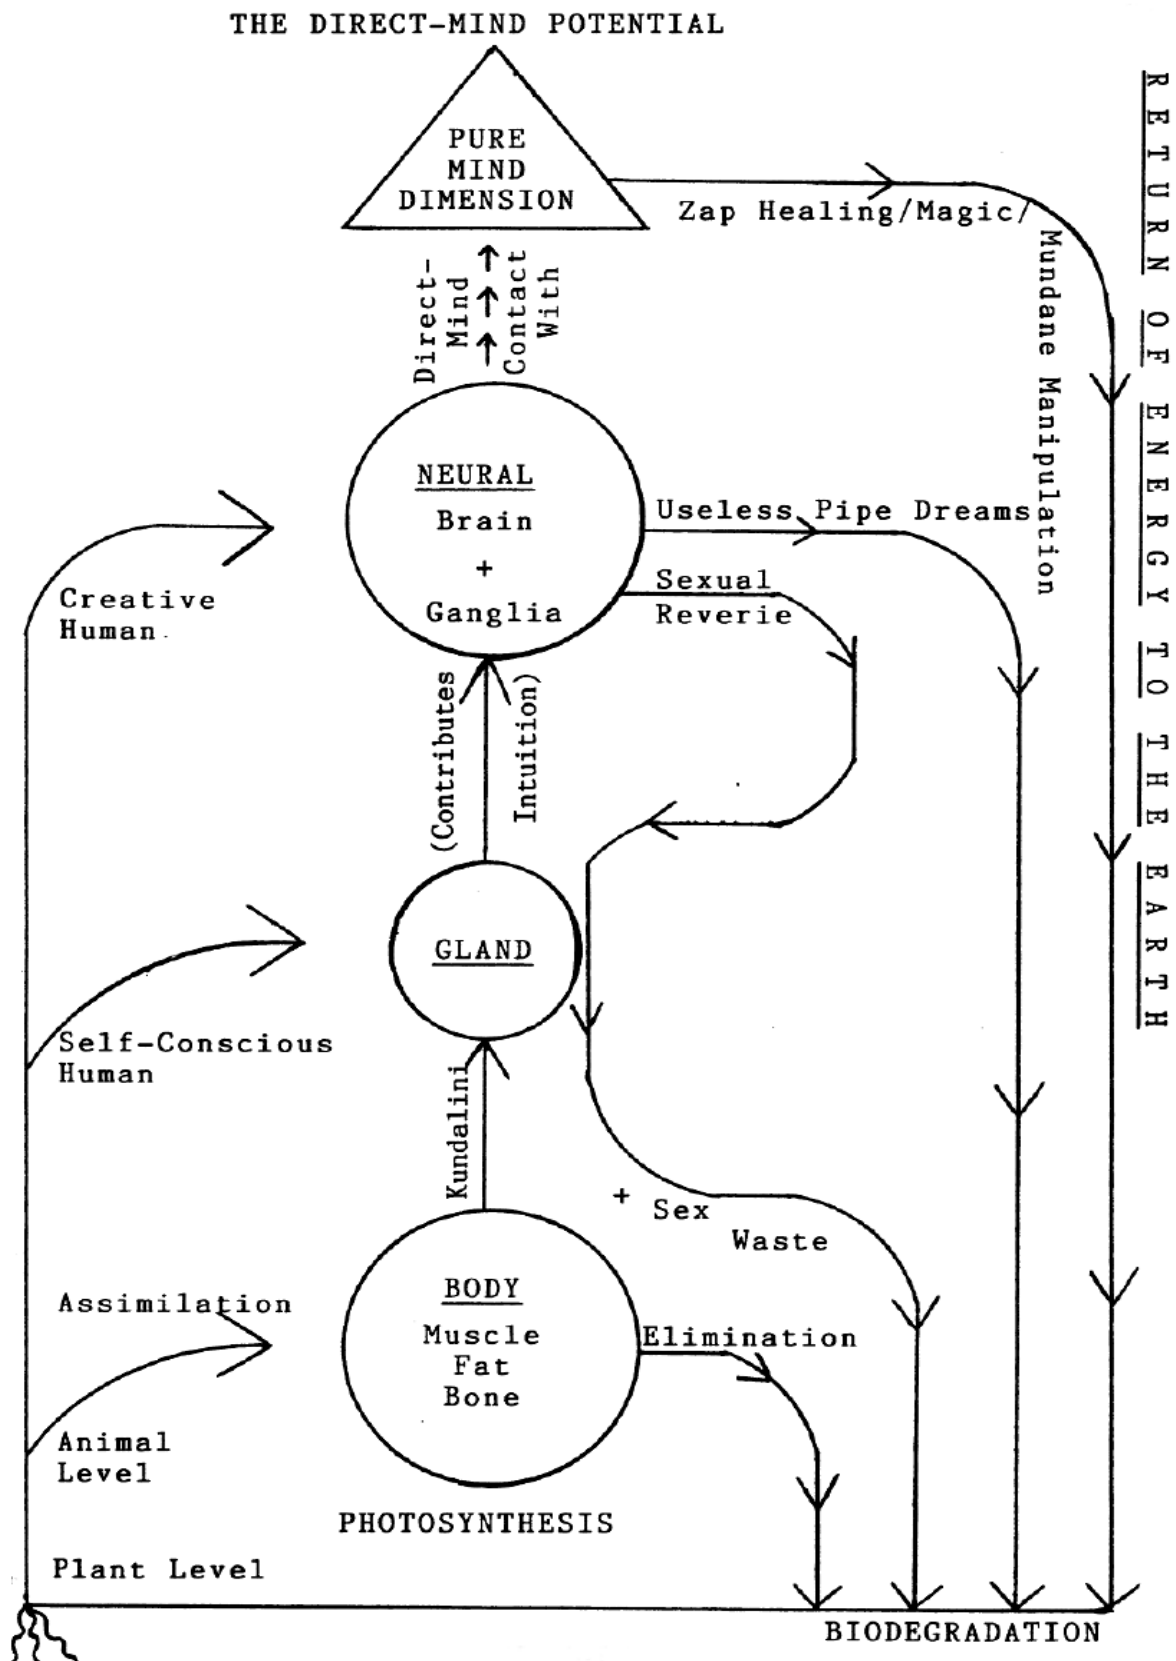 THE DIRECT-MIND POTENTIAL
PURE
MIND
DIMENSION
Zap Healing/Magic/
Mundane Manipulation
RETURN OF ENERGY TO THE EARTH
Direct-
Mind
Contact
With
NEURAL
Brain
+
Ganglia
Useless Pipe Dreams
Sexual
Reverie
Creative
Human
(Contributes
Intuition)
GLAND
Self-Conscious
Human
Kundalini
+ Sex
Waste
BODY
Muscle
Fat
Bone
Elimination
Assimilation
Animal
Level
PHOTOSYNTHESIS
Plant Level
BIODEGRADATION